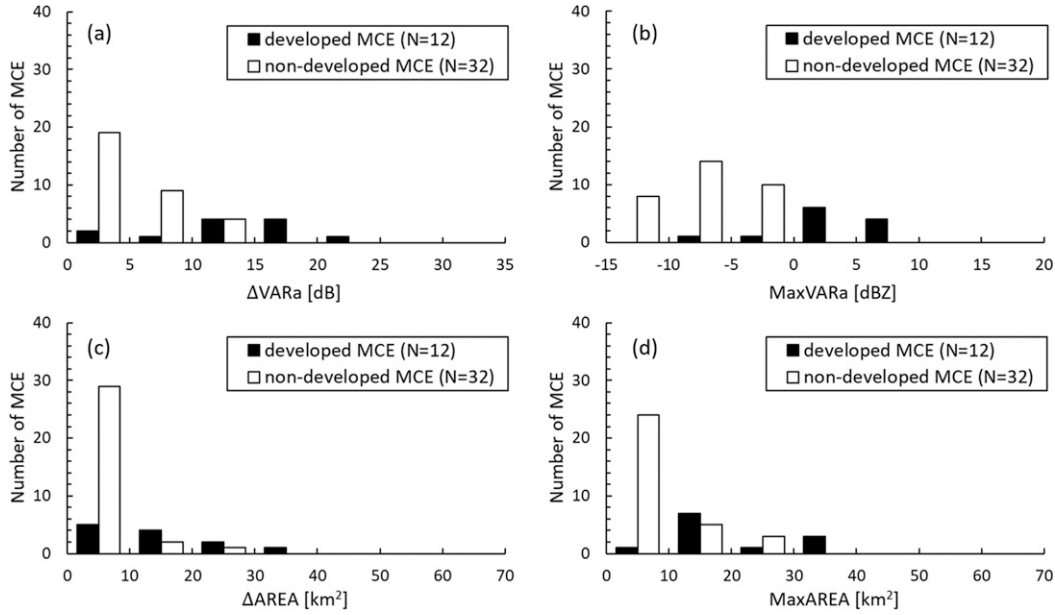 40
30
20
10
0
Number of MCE
(a)
developed MCE (N=12)
non-developed MCE (N=32)
0 5 10 15 20 25 30 35
ΔVARa [dB]
40
30
20
10
0
Number of MCE
(b)
developed MCE (N=12)
non-developed MCE (N=32)
-15 -10 -5 0 5 10 15 20
MaxVARa [dBZ]
40
30
20
10
0
Number of MCE
(c)
developed MCE (N=12)
non-developed MCE (N=32)
0 10 20 30 40 50 60 70
ΔAREA [km²]
40
30
20
10
0
Number of MCE
(d)
developed MCE (N=12)
non-developed MCE (N=32)
0 10 20 30 40 50 60 70
MaxAREA [km²]